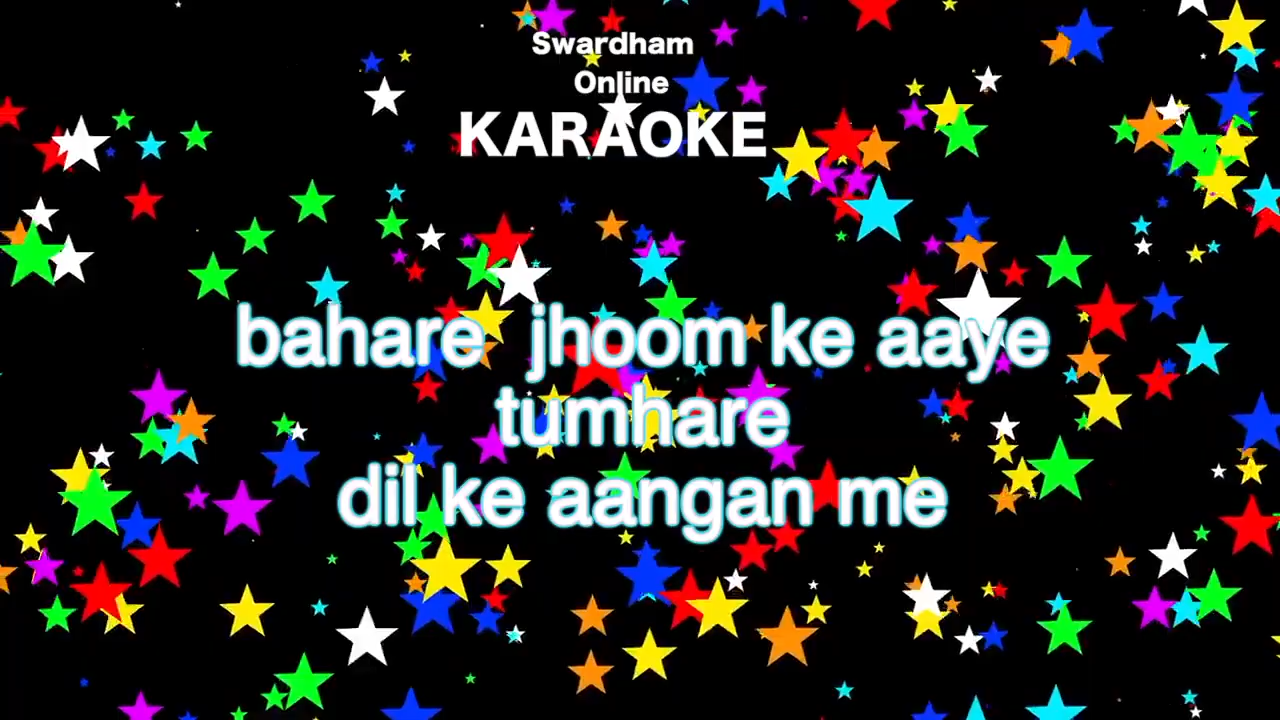 Swardham
Online
KARAOKE
bahare jhoom ke aaye
tumhare
dil ke aangan me